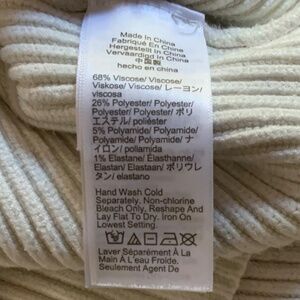 Made In China
Fabriqué En Chine
Hergestellt In China
Vervaardigd In China
中国製
hecho en china
68% Viscose/ Viscose/
Viskose/ Viscose/ レーヨン/
viscosa
26% Polyester/ Polyester/
Polyester/ Polyester/ ポリ
エステル/ poliéster
5% Polyamide/ Polyamide/
Polyamid/ Polyamide/ ナ
イロン/ poliamida
1% Elastane/ Élasthanne/
Elastan/ Elastaan/ ポリウレ
タン/ elastano
Hand Wash Cold
Separately. Non-chlorine
Bleach Only. Reshape And
Lay Flat To Dry. Iron On
Lowest Setting.
Laver Séparément À La
Main À L'eau Froide.
Seulement Agent De